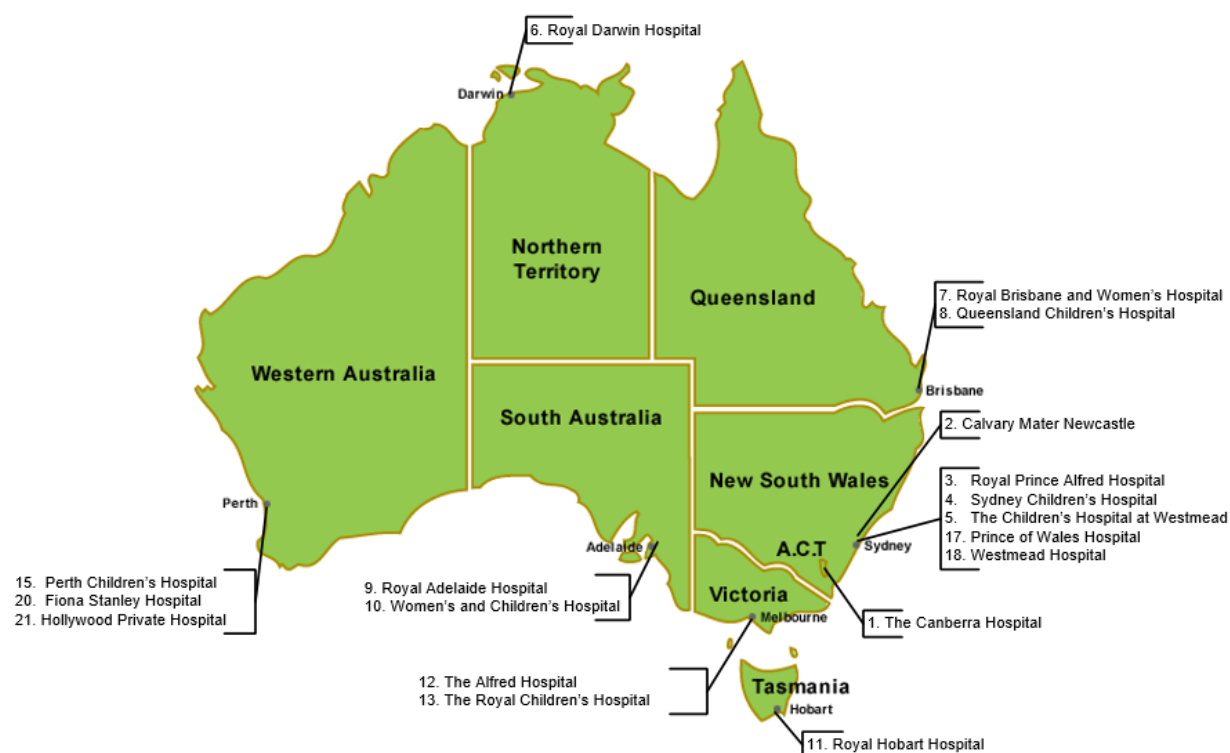 6. Royal Darwin Hospital
Darwin
Northern
Territory
Queensland
7. Royal Brisbane and Women's Hospital
8. Queensland Children's Hospital
Western Australia
Brisbane
South Australia
2. Calvary Mater Newcastle
New South Wales
3. Royal Prince Alfred Hospital
4. Sydney Children's Hospital
5. The Children's Hospital at Westmead
17. Prince of Wales Hospital
18. Westmead Hospital
Perth
Adelaide
A.C.T
Sydney
15. Perth Children's Hospital
20. Fiona Stanley Hospital
21. Hollywood Private Hospital
9. Royal Adelaide Hospital
10. Women's and Children's Hospital
Victoria
Melbourne
1. The Canberra Hospital
12. The Alfred Hospital
13. The Royal Children's Hospital
Tasmania
Hobart
11. Royal Hobart Hospital